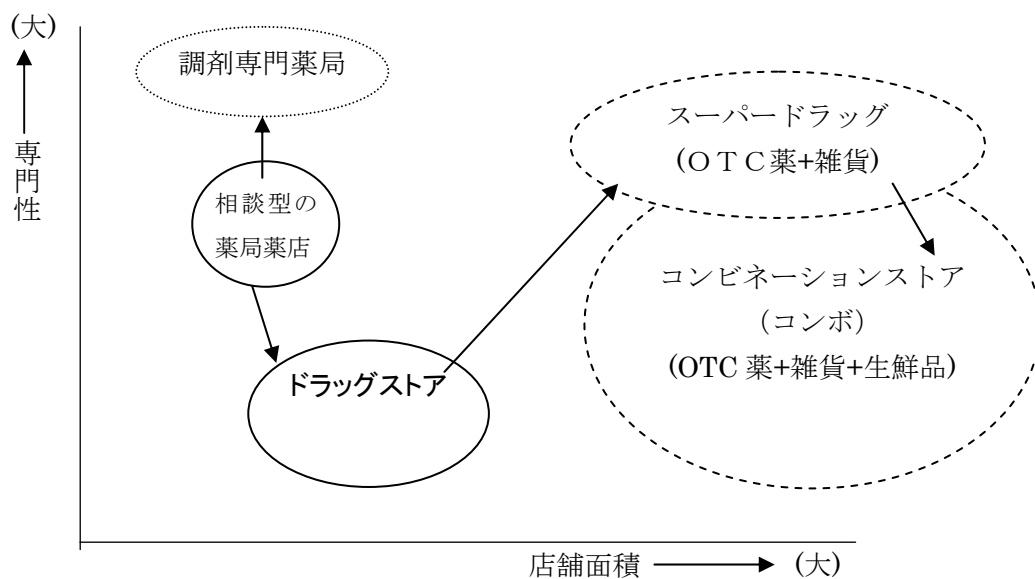 (大)
専門性
調剤専門薬局
相談型の
薬局薬店
ドラッグストア
スーパードラッグ
(ＯＴＣ薬+雑貨)
コンビネーションストア
（コンボ）
(OTC 薬+雑貨+生鮮品)
店舗面積
(大)